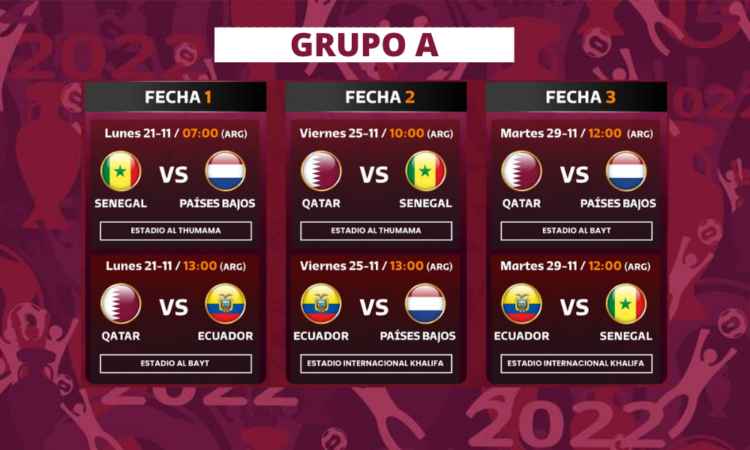 GRUPO A
FECHA 1
Lunes 21-11 / 07:00 (ARG)
VS
SENEGAL PAÍSES BAJOS
ESTADIO AL THUMAMA
Lunes 21-11 / 13:00 (ARG)
VS
QATAR ECUADOR
ESTADIO AL BAYT
FECHA 2
Viernes 25-11 / 10:00 (ARG)
VS
QATAR SENEGAL
ESTADIO AL THUMAMA
Viernes 25-11 / 13:00 (ARG)
VS
ECUADOR PAÍSES BAJOS
ESTADIO INTERNACIONAL KHALIFA
FECHA 3
Martes 29-11 / 12:00 (ARG)
VS
QATAR PAÍSES BAJOS
ESTADIO AL BAYT
Martes 29-11 / 12:00 (ARG)
VS
ECUADOR SENEGAL
ESTADIO INTERNACIONAL KHALIFA
2022
2022
2022
2022